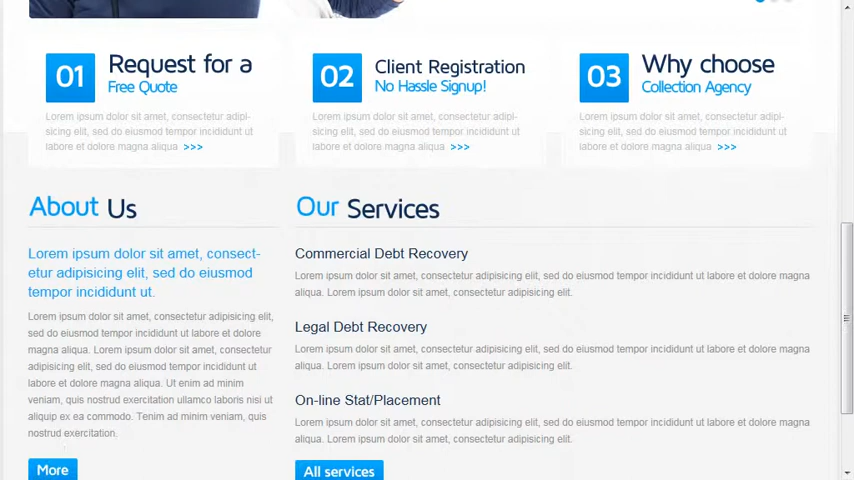 01 Request for a
Free Quote
Lorem ipsum dolor sit amet, consectetur adipi-
sicing elit, sed do eiusmod tempor incididunt ut
labore et dolore magna aliqua >>>
02 Client Registration
No Hassle Signup!
Lorem ipsum dolor sit amet, consectetur adipi-
sicing elit, sed do eiusmod tempor incididunt ut
labore et dolore magna aliqua >>>
03 Why choose
Collection Agency
Lorem ipsum dolor sit amet, consectetur adipi-
sicing elit, sed do eiusmod tempor incididunt ut
labore et dolore magna aliqua >>>
About Us
Lorem ipsum dolor sit amet, consect-
etur adipisicing elit, sed do eiusmod
tempor incididunt ut.
Lorem ipsum dolor sit amet, consectetur adipisicing elit,
sed do eiusmod tempor incididunt ut labore et dolore
magna aliqua. Lorem ipsum dolor sit amet, consectetur
adipisicing elit, sed do eiusmod tempor incididunt ut
labore et dolore magna aliqua. Ut enim ad minim
veniam, quis nostrud exercitation ullamco laboris nisi ut
aliquip ex ea commodo. Tenim ad minim veniam, quis
nostrud exercitation.
More
Our Services
Commercial Debt Recovery
Lorem ipsum dolor sit amet, consectetur adipisicing elit, sed do eiusmod tempor incididunt ut labore et dolore magna
aliqua. Lorem ipsum dolor sit amet, consectetur adipisicing elit.
Legal Debt Recovery
Lorem ipsum dolor sit amet, consectetur adipisicing elit, sed do eiusmod tempor incididunt ut labore et dolore magna
aliqua. Lorem ipsum dolor sit amet, consectetur adipisicing elit.
On-line Stat/Placement
Lorem ipsum dolor sit amet, consectetur adipisicing elit, sed do eiusmod tempor incididunt ut labore et dolore magna
aliqua. Lorem ipsum dolor sit amet, consectetur adipisicing elit.
All services